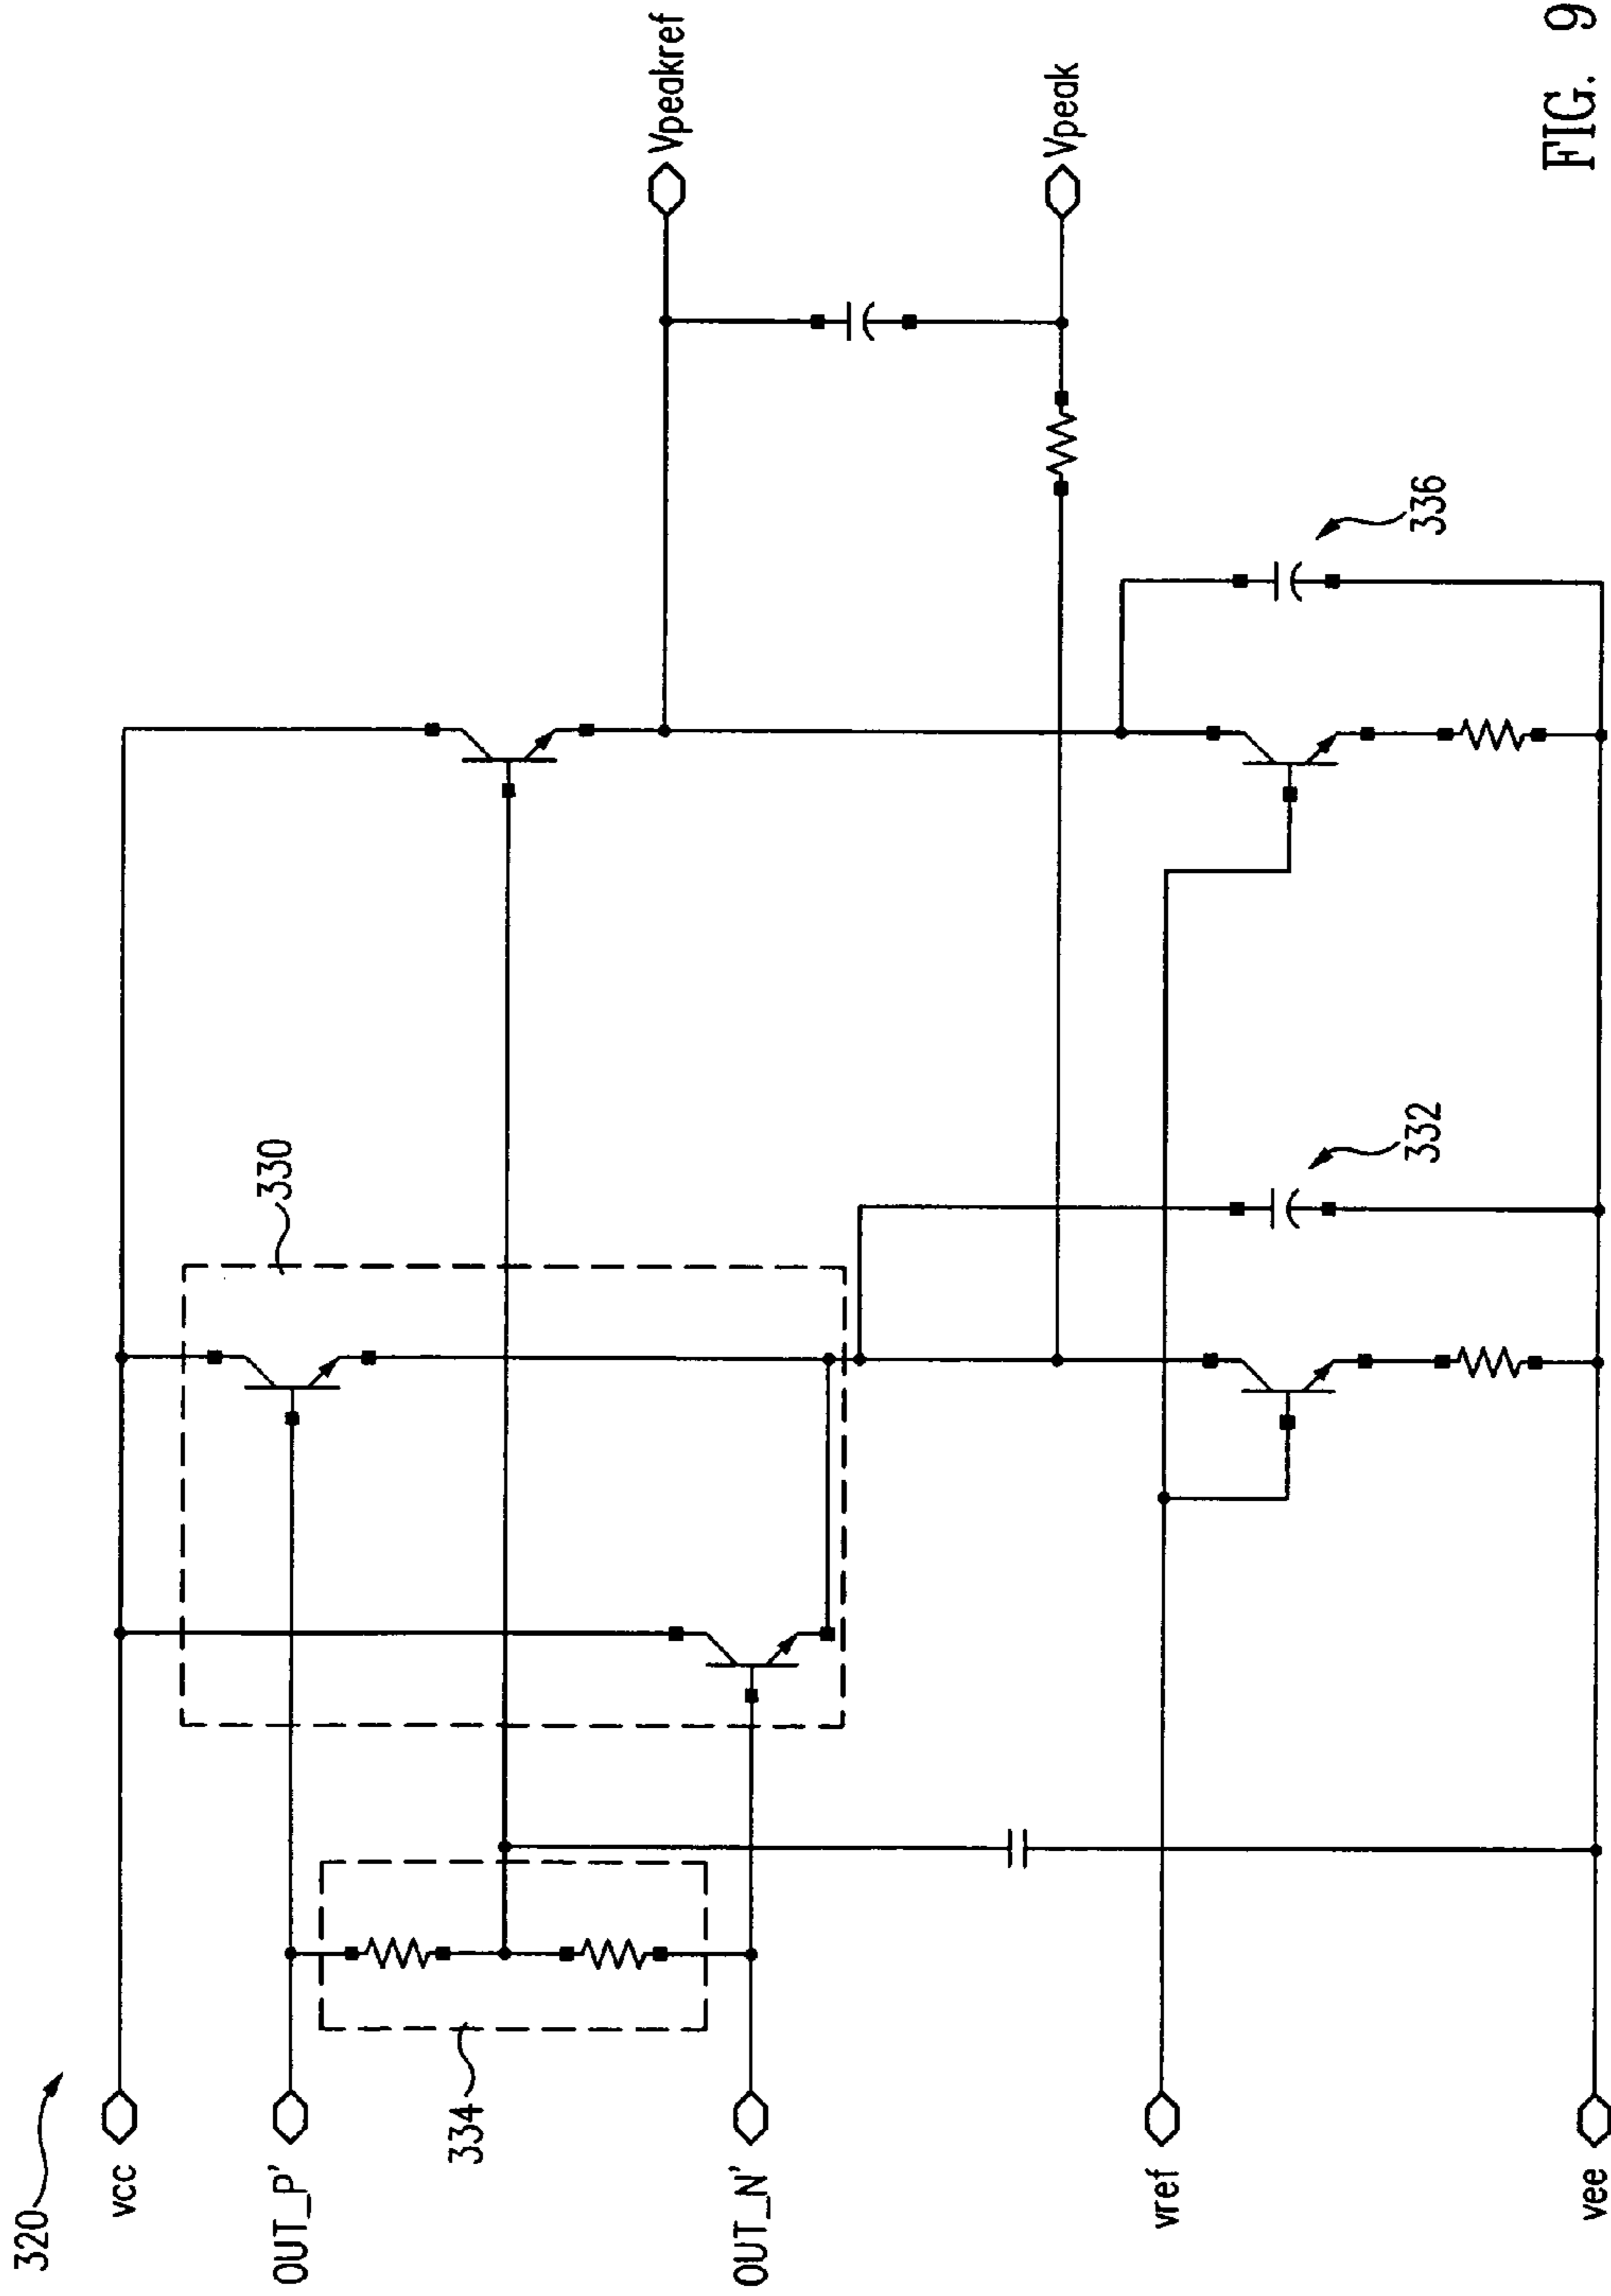 320
vcc
OUT_P'
334
OUT_N'
vref
vee
330
332
336
Vpeakref
Vpeak
FIG. 9